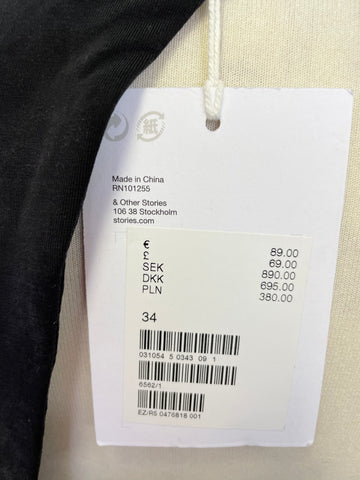 紙
Made in China
RN101255
& Other Stories
106 38 Stockholm
stories.com
€ 89.00
£ 69.00
SEK 890.00
DKK 695.00
PLN 380.00
34
031054 5 0343 09 1
6562/1
EZ/RS 0476818 001